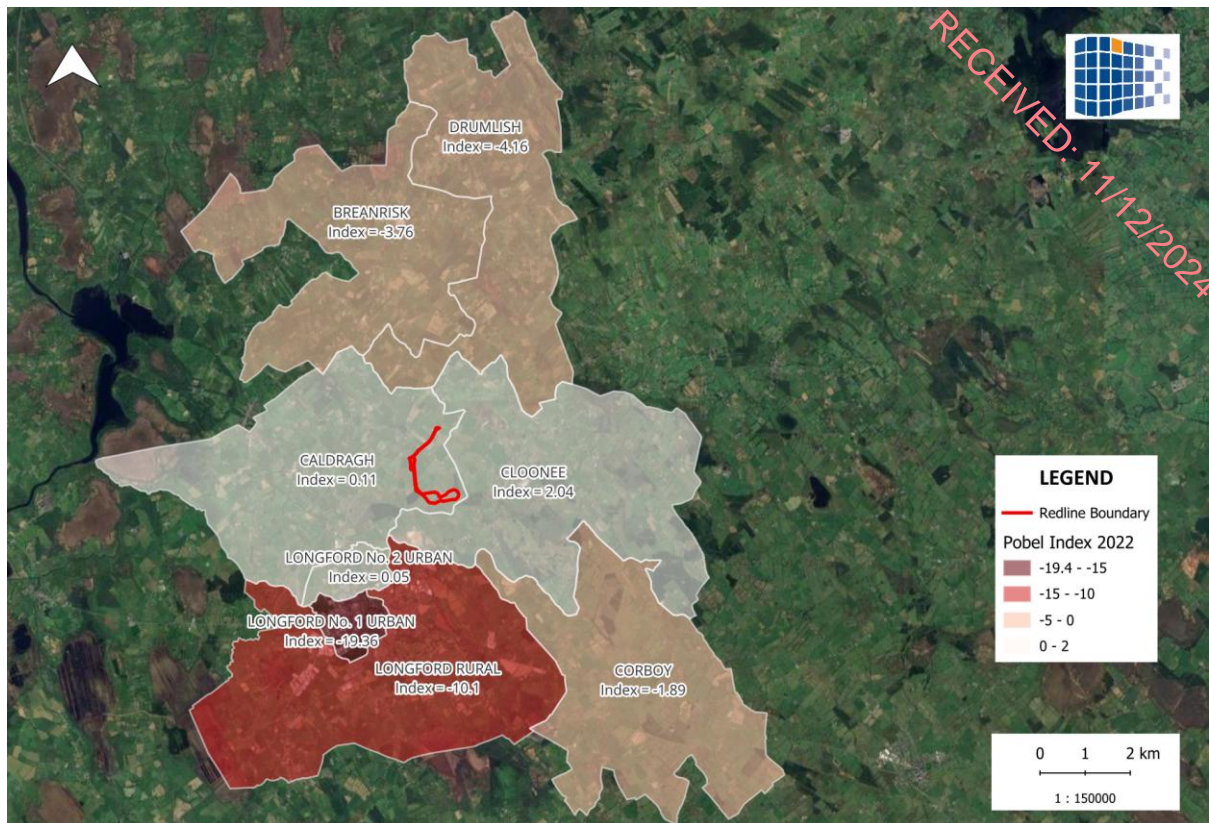 RECEIVED: 11/12/2024
DRUMLISH
Index = -4.16
BREANRISK
Index = -3.76
CALDRAGH
Index = 0.11
CLOONEE
Index = 2.04
LONGFORD No. 2 URBAN
Index = 0.05
LONGFORD No. 1 URBAN
Index = -19.36
LONGFORD RURAL
Index = -10.1
CORBOY
Index = -1.89
LEGEND
Redline Boundary
Pobel Index 2022
-19.4 - -15
-15 - -10
-5 - 0
0 - 2
0 1 2 km
1 : 150000